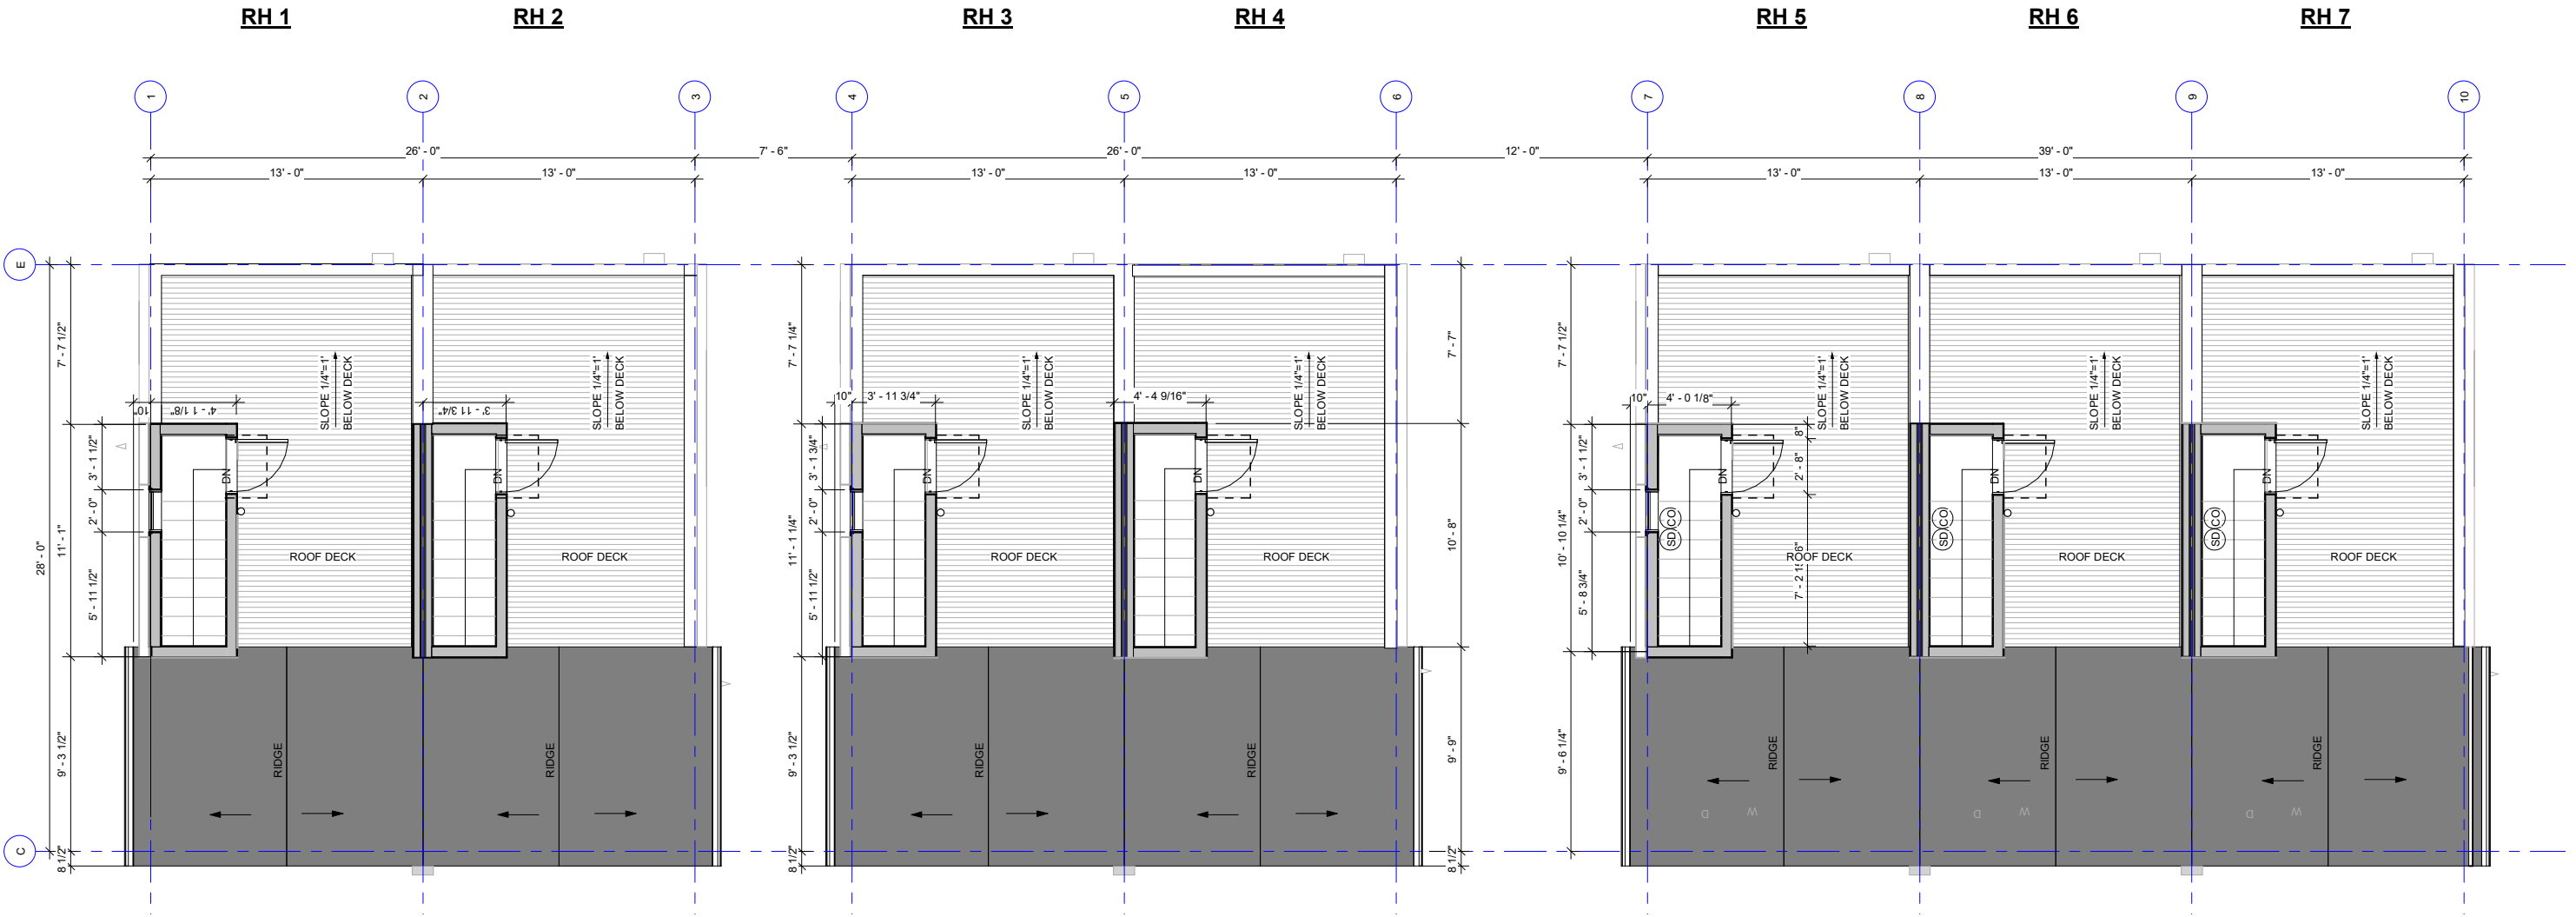 RH 1
RH 2
RH 3
RH 4
RH 5
RH 6
RH 7
1
2
3
4
5
6
7
8
9
10
26' - 0"
7' - 6"
26' - 0"
12' - 0"
39' - 0"
13' - 0"
13' - 0"
13' - 0"
13' - 0"
13' - 0"
13' - 0"
13' - 0"
E
C
28' - 0"
7' - 7 1/2"
11' - 1"
9' - 3 1/2"
8 1/2"
3' - 1 1/2"
2' - 0"
5' - 11 1/2"
10"
4' - 1 1/8"
SLOPE 1/4"=1'
BELOW DECK
DN
ROOF DECK
RIDGE
3' - 11 3/4"
SLOPE 1/4"=1'
BELOW DECK
ROOF DECK
RIDGE
7' - 7 1/4"
11' - 1 1/4"
9' - 3 1/2"
8 1/2"
3' - 1 3/4"
2' - 0"
5' - 11 1/2"
10"
3' - 11 3/4"
SLOPE 1/4"=1'
BELOW DECK
DN
ROOF DECK
RIDGE
4' - 4 9/16"
SLOPE 1/4"=1'
BELOW DECK
DN
ROOF DECK
RIDGE
7' - 7"
10' - 8"
9' - 9"
8 1/2"
7' - 7 1/2"
10' - 10 1/4"
9' - 6 1/4"
3' - 1 1/2"
2' - 0"
5' - 8 3/4"
10"
4' - 0 1/8"
8"
2' - 8"
SLOPE 1/4"=1'
BELOW DECK
DN
SD/CO
ROOF DECK
RIDGE
D
W
SLOPE 1/4"=1'
BELOW DECK
DN
SD/CO
ROOF DECK
RIDGE
D
W
SLOPE 1/4"=1'
BELOW DECK
DN
SD/CO
ROOF DECK
RIDGE
D
W